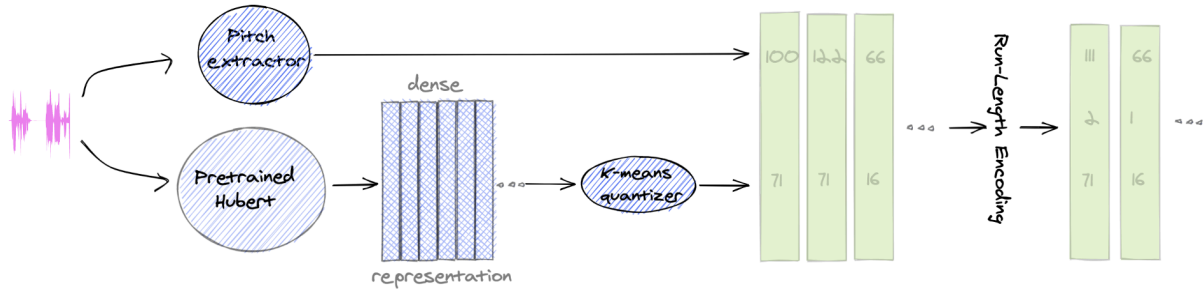 Pitch
extractor
dense
Pretrained
Hubert
representation
K-means
quantizer
100 122 66
71 71 16
Run-Length Encoding
111 66
2 1
71 16